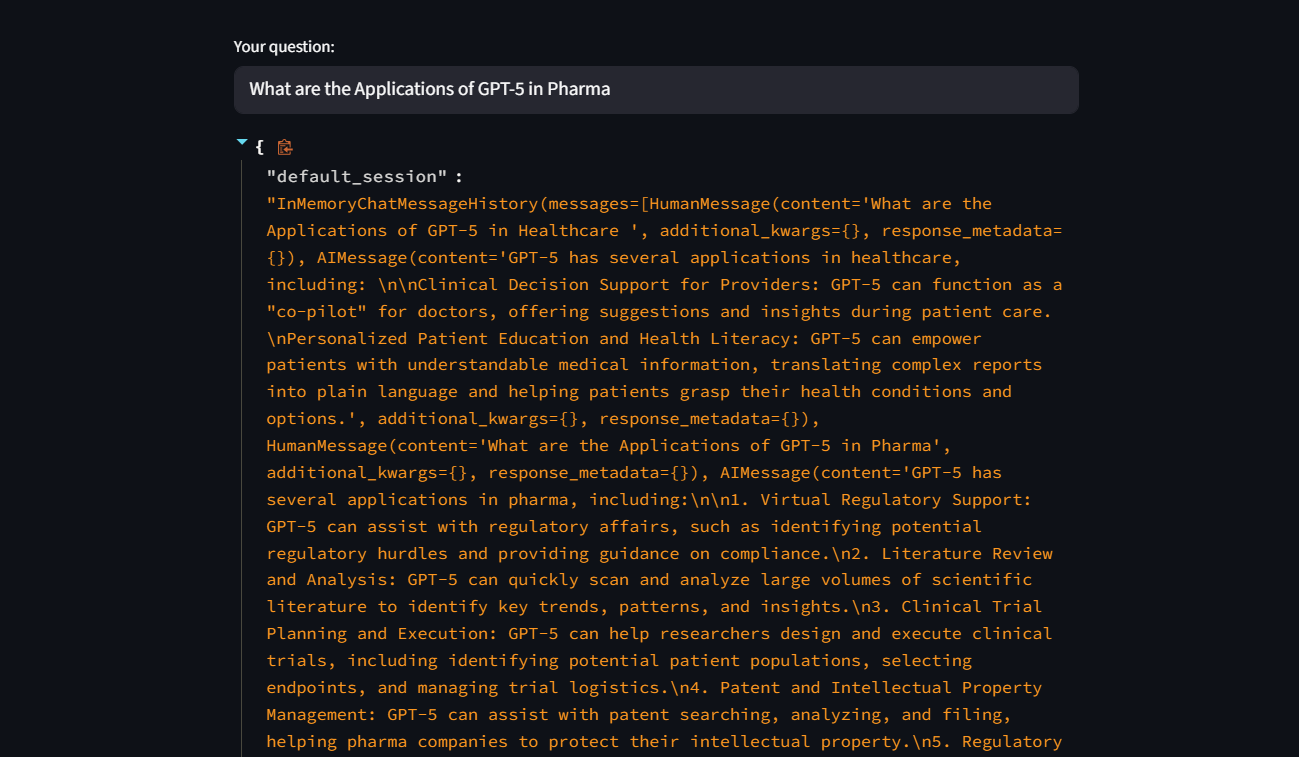 Your question:
What are the Applications of GPT-5 in Pharma
{
"default_session" :
"InMemoryChatMessageHistory(messages=[HumanMessage(content='What are the
Applications of GPT-5 in Healthcare ', additional_kwargs={}, response_metadata=
{}), AIMessage(content='GPT-5 has several applications in healthcare,
including: \n\nClinical Decision Support for Providers: GPT-5 can function as a
"co-pilot" for doctors, offering suggestions and insights during patient care.
\nPersonalized Patient Education and Health Literacy: GPT-5 can empower
patients with understandable medical information, translating complex reports
into plain language and helping patients grasp their health conditions and
options.', additional_kwargs={}, response_metadata={}),
HumanMessage(content='What are the Applications of GPT-5 in Pharma',
additional_kwargs={}, response_metadata={}), AIMessage(content='GPT-5 has
several applications in pharma, including:\n\n1. Virtual Regulatory Support:
GPT-5 can assist with regulatory affairs, such as identifying potential
regulatory hurdles and providing guidance on compliance.\n2. Literature Review
and Analysis: GPT-5 can quickly scan and analyze large volumes of scientific
literature to identify key trends, patterns, and insights.\n3. Clinical Trial
Planning and Execution: GPT-5 can help researchers design and execute clinical
trials, including identifying potential patient populations, selecting
endpoints, and managing trial logistics.\n4. Patent and Intellectual Property
Management: GPT-5 can assist with patent searching, analyzing, and filing,
helping pharma companies to protect their intellectual property.\n5. Regulatory